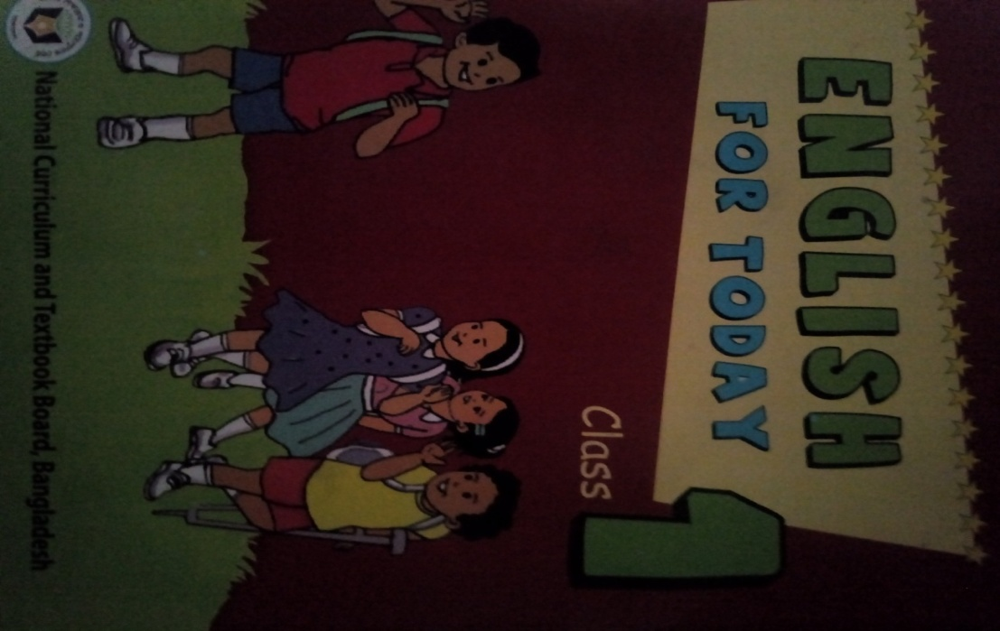 ENGLISH
FOR TODAY
Class 1
National Curriculum and Textbook Board, Bangladesh